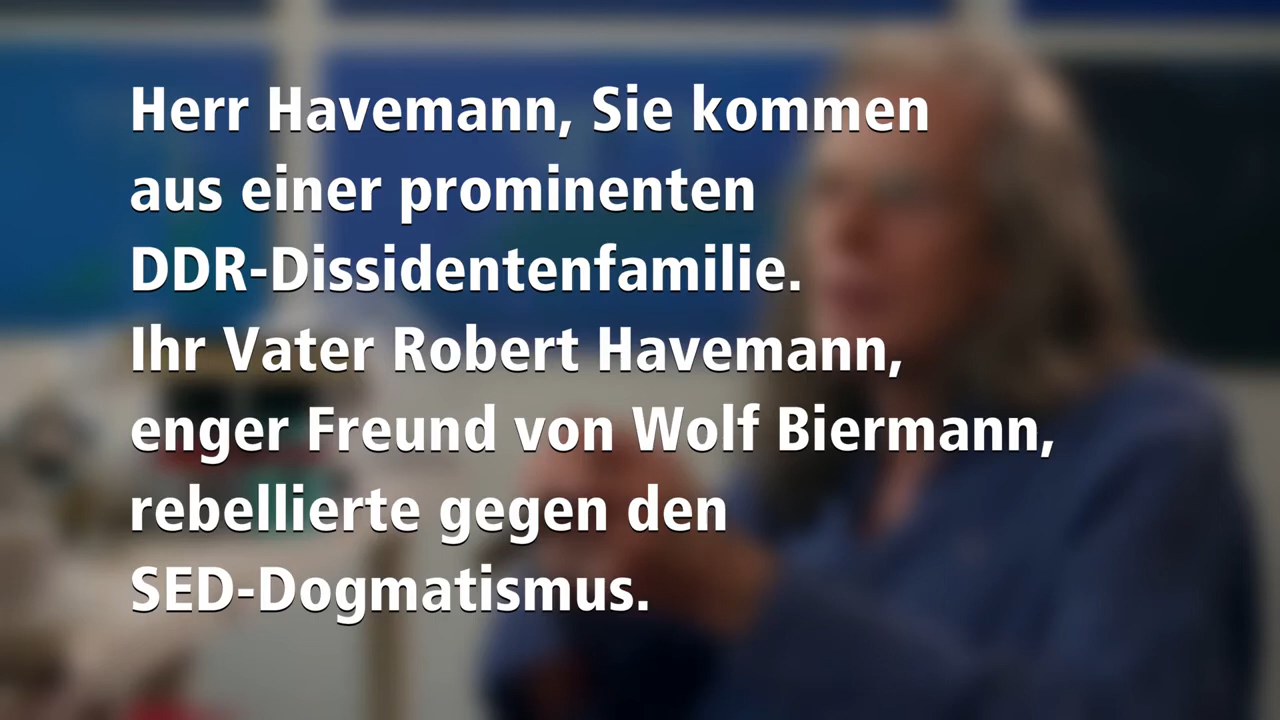 Herr Havemann, Sie kommen
aus einer prominenten
DDR-Dissidentenfamilie.
Ihr Vater Robert Havemann,
enger Freund von Wolf Biermann,
rebellierte gegen den
SED-Dogmatismus.